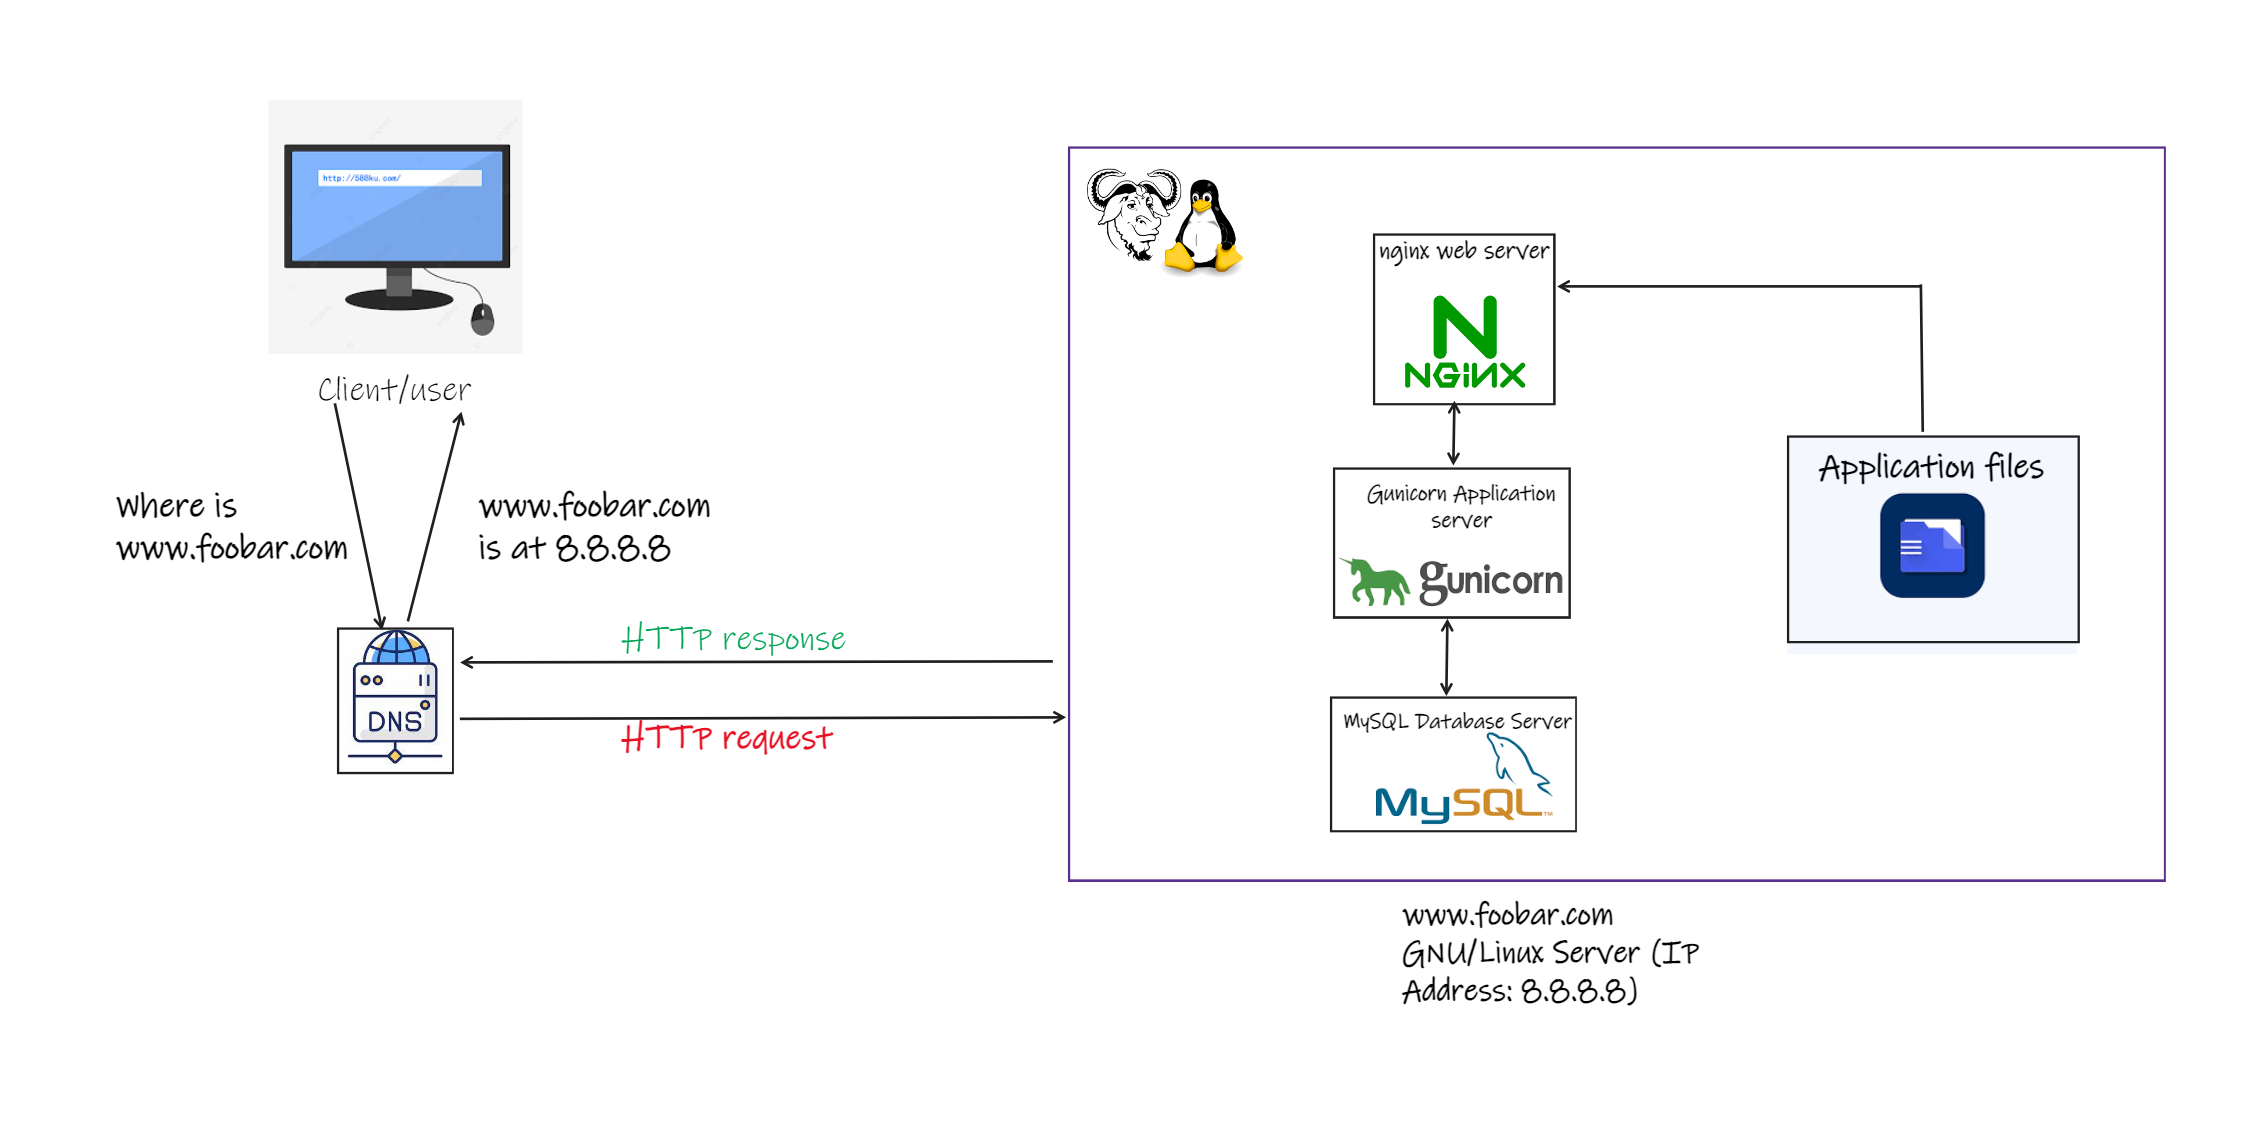 http://588ku.com/
Client/user
Where is
www.foobar.com
www.foobar.com
is at 8.8.8.8
DNS
HTTP response
HTTP request
nginx web server
NGINX
Gunicorn Application
server
gunicorn
MySQL Database Server
MySQL™
Application files
www.foobar.com
GNU/Linux Server (IP
Address: 8.8.8.8)